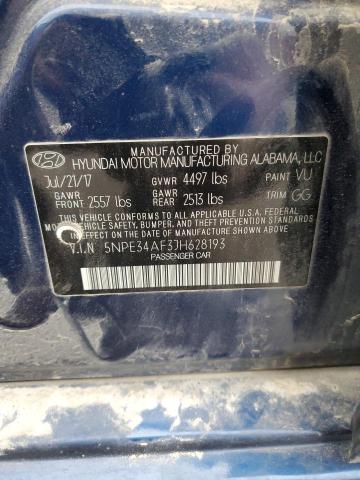 MANUFACTURED BY
HYUNDAI MOTOR MANUFACTURING ALABAMA, LLC
Jul/21/17 GVWR 4497 lbs PAINT VU
GAWR FRONT 2557 lbs GAWR REAR 2513 lbs TRIM GG
THIS VEHICLE CONFORMS TO ALL APPLICABLE U.S.A. FEDERAL
MOTOR VEHICLE SAFETY, BUMPER, AND THEFT PREVENTION
STANDARDS IN EFFECT ON THE DATE OF MANUFACTURE SHOWN ABOVE.
V.I.N 5NPE34AF3JH628193
PASSENGER CAR